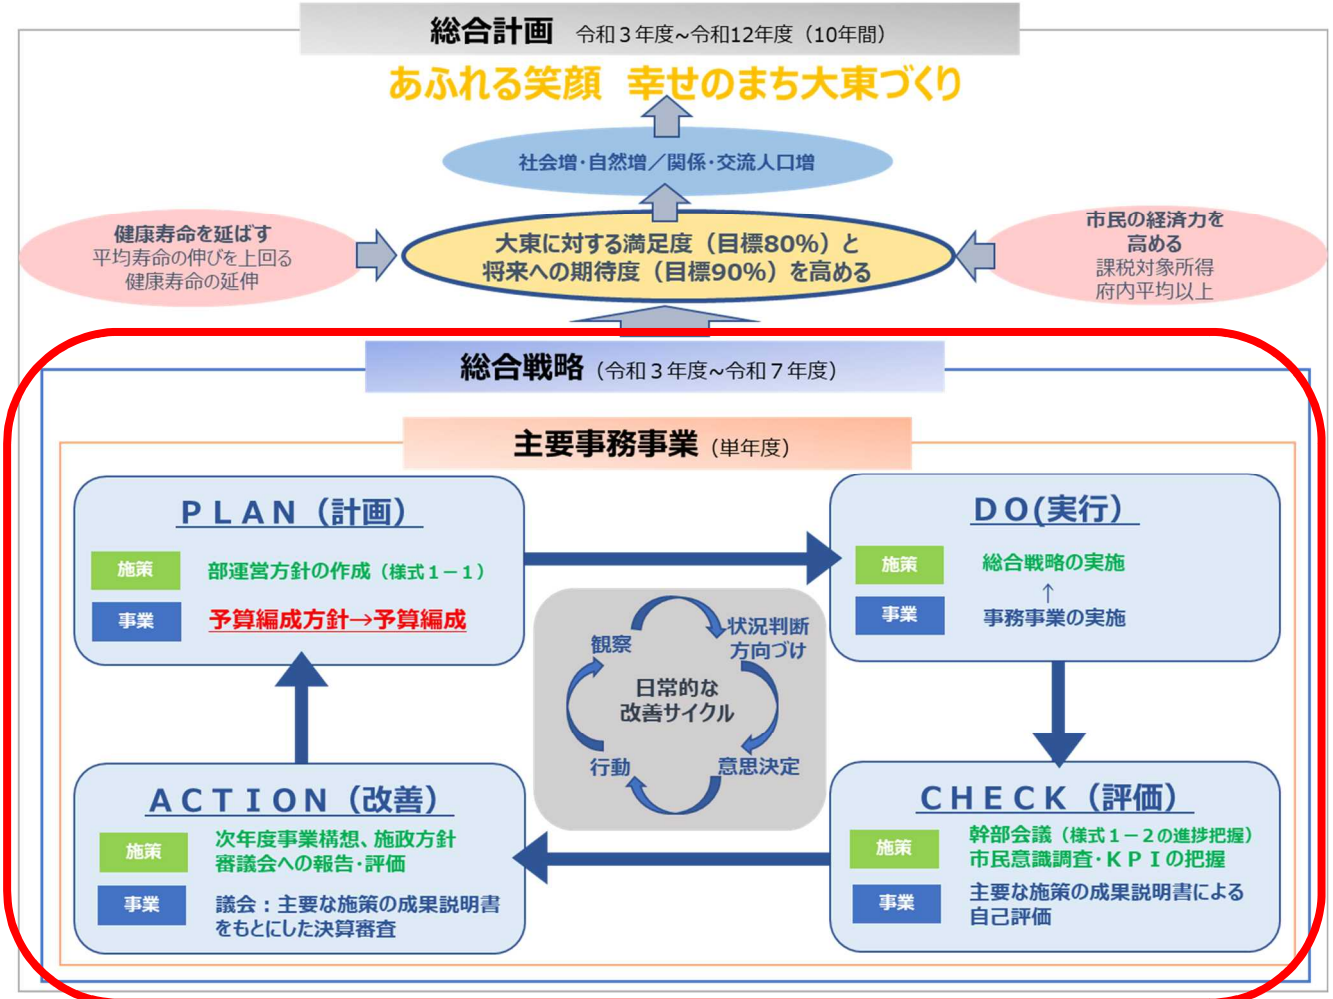 総合計画 令和3年度~令和12年度（10年間）
あふれる笑顔 幸せのまち大東づくり
社会増・自然増／関係・交流人口増
健康寿命を延ばす
平均寿命の伸びを上回る
健康寿命の延伸
大東に対する満足度（目標80%）と
将来への期待度（目標90%）を高める
市民の経済力を
高める
課税対象所得
府内平均以上
総合戦略（令和３年度~令和７年度）
主要事務事業（単年度）
ＰＬＡＮ（計画）
施策 部運営方針の作成（様式１－１）
事業 予算編成方針→予算編成
ＤＯ(実行）
施策 総合戦略の実施
↑
事業 事務事業の実施
観察
状況判断
方向づけ
日常的な
改善サイクル
行動
意思決定
ＡＣＴＩＯＮ（改善）
施策 次年度事業構想、施政方針
審議会への報告・評価
事業 議会：主要な施策の成果説明書
をもとにした決算審査
ＣＨＥＣＫ（評価）
施策 幹部会議（様式１－２の進捗把握）
市民意識調査・ＫＰＩの把握
事業 主要な施策の成果説明書による
自己評価